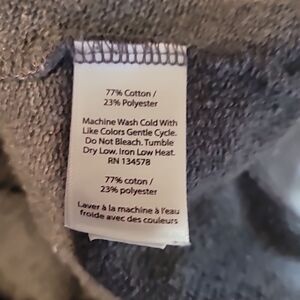 77% Cotton /
23% Polyester
Machine Wash Cold With
Like Colors Gentle Cycle.
Do Not Bleach. Tumble
Dry Low. Iron Low Heat.
RN 134578
77% coton /
23% polyester
Laver à la machine à l'eau
froide avec des couleurs